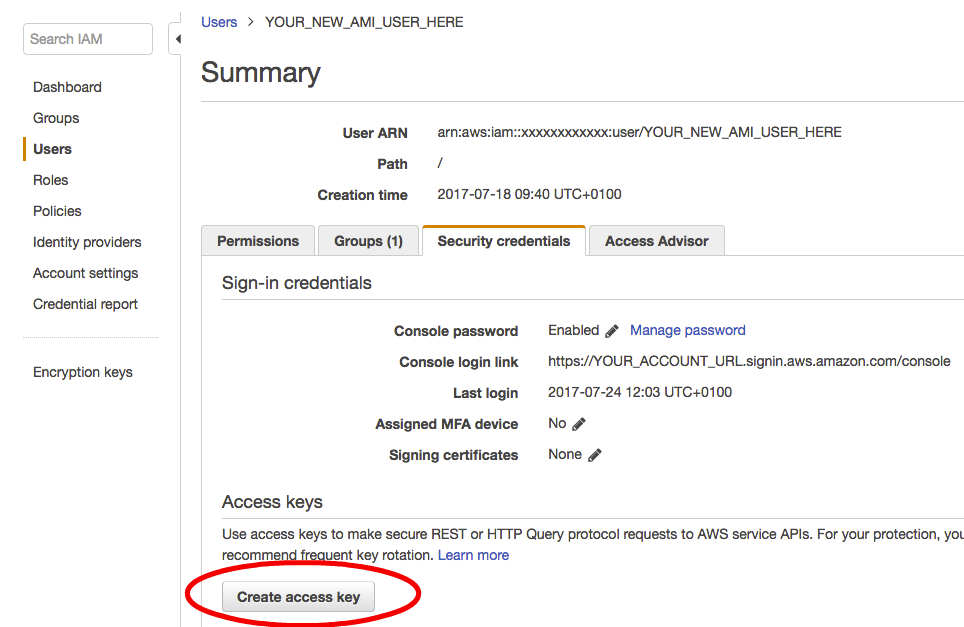 Search IAM
Dashboard
Groups
Users
Roles
Policies
Identity providers
Account settings
Credential report
Encryption keys
Users > YOUR_NEW_AMI_USER_HERE
Summary
User ARN arn:aws:iam::xxxxxxxxxxxx:user/YOUR_NEW_AMI_USER_HERE
Path /
Creation time 2017-07-18 09:40 UTC+0100
Permissions Groups (1) Security credentials Access Advisor
Sign-in credentials
Console password Enabled Manage password
Console login link https://YOUR_ACCOUNT_URL.signin.aws.amazon.com/console
Last login 2017-07-24 12:03 UTC+0100
Assigned MFA device No
Signing certificates None
Access keys
Use access keys to make secure REST or HTTP Query protocol requests to AWS service APIs. For your protection, you
recommend frequent key rotation. Learn more
Create access key